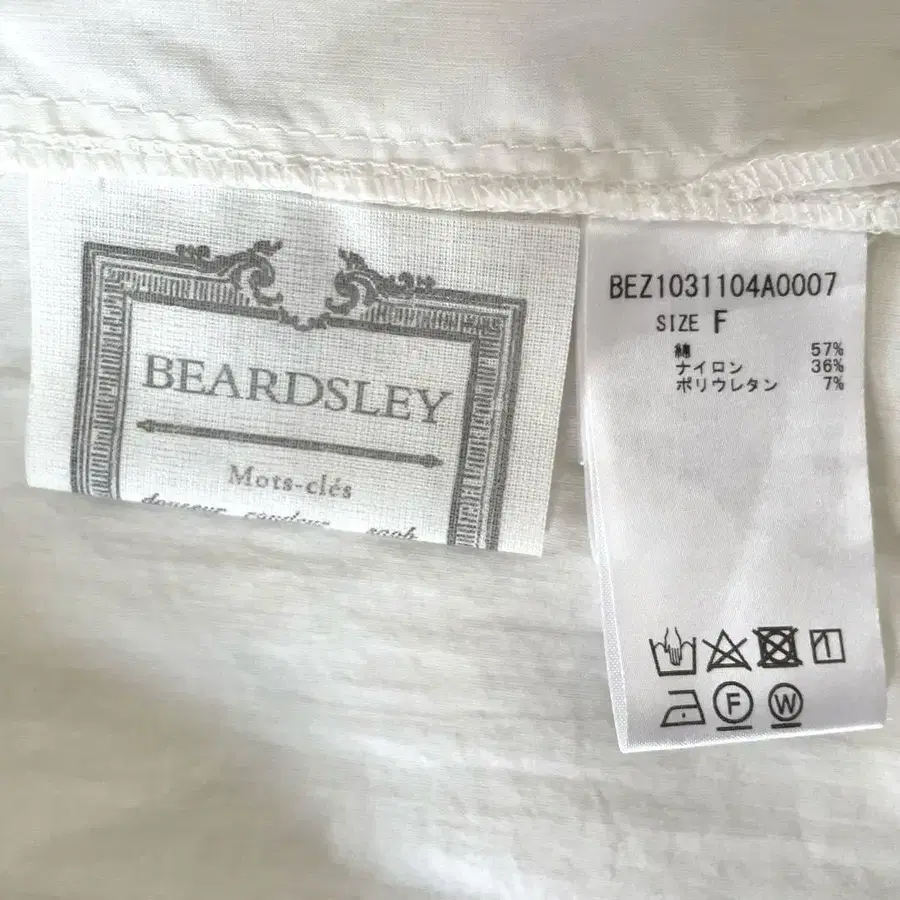 BEARDSLEY
Mots-clés
BEZ1031104A0007
SIZE F
綿 57%
ナイロン 36%
ポリウレタン 7%
F
W